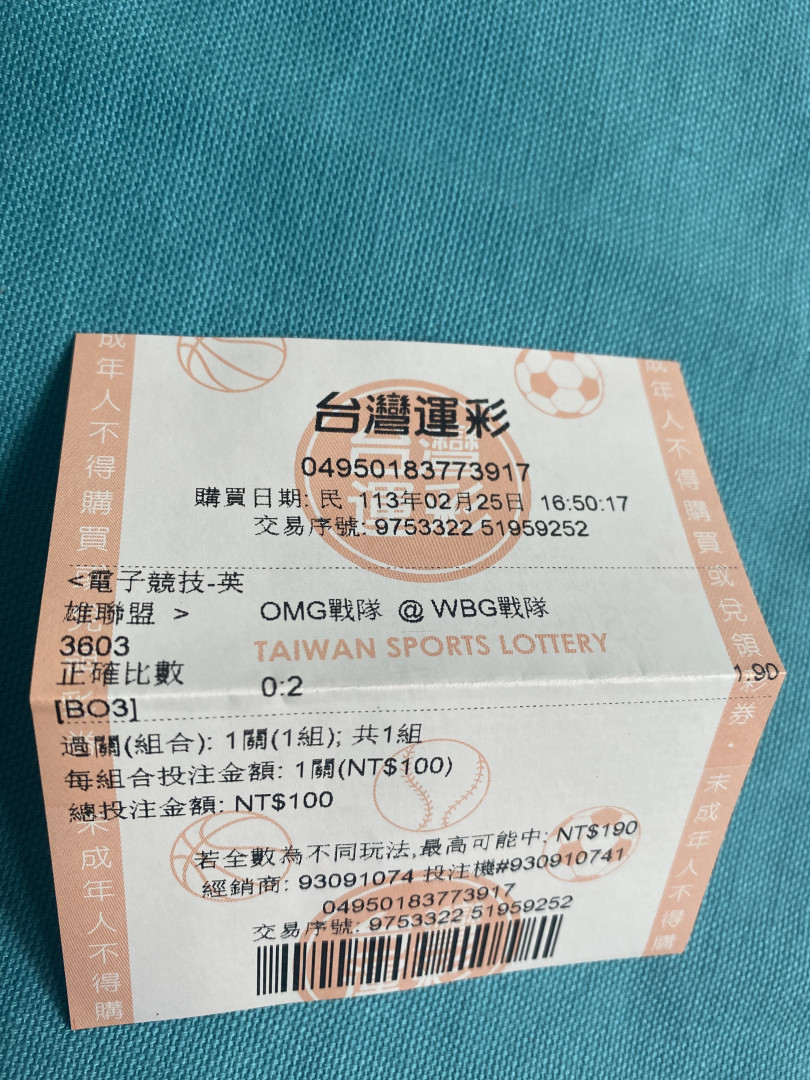 台灣運彩
04950183773917
購買日期: 民 113年02月25日 16:50:17
交易序號: 9753322 51959252
<電子競技-英
雄聯盟 > OMG戰隊 @ WBG戰隊
3603
TAIWAN SPORTS LOTTERY
正確比數 0:2 1.90
[BO3]
過關(組合): 1關(1組); 共1組
每組合投注金額: 1關(NT$100)
總投注金額: NT$100
若全數為不同玩法,最高可能中: NT$190
經銷商: 93091074 投注機#930910741
04950183773917
交易序號: 9753322 51959252
成年人不得購買
未成年人不得購
成年人不得購買或兌領彩券・未成年人不得購
台灣運彩